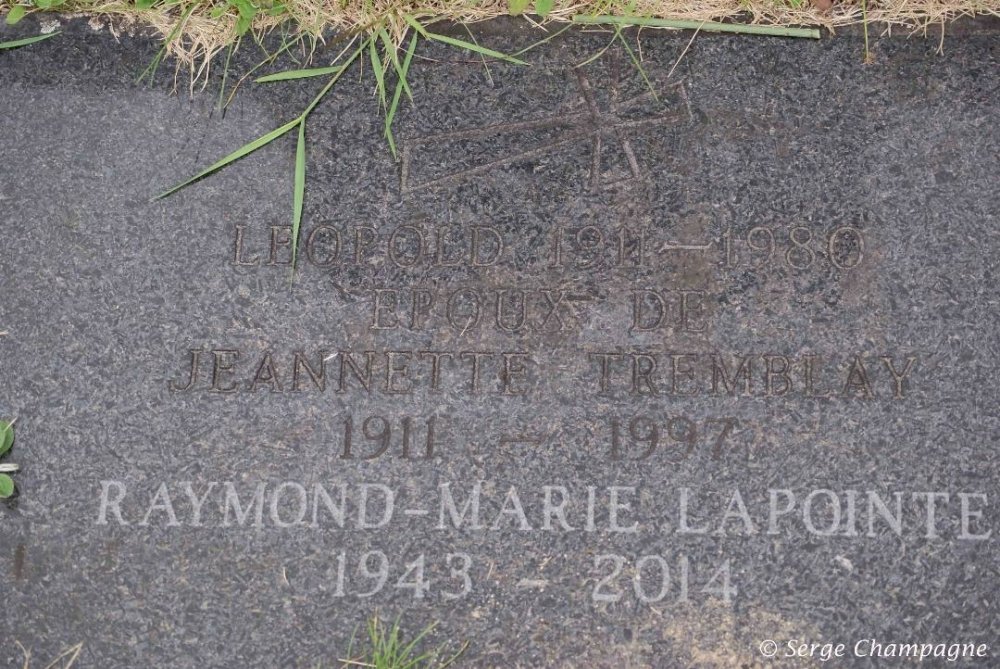 LEOPOLD 1911 — 1980
EPOUX DE
JEANNETTE TREMBLAY
1911 — 1997
RAYMOND-MARIE LAPOINTE
1943 – 2014
© Serge Champagne